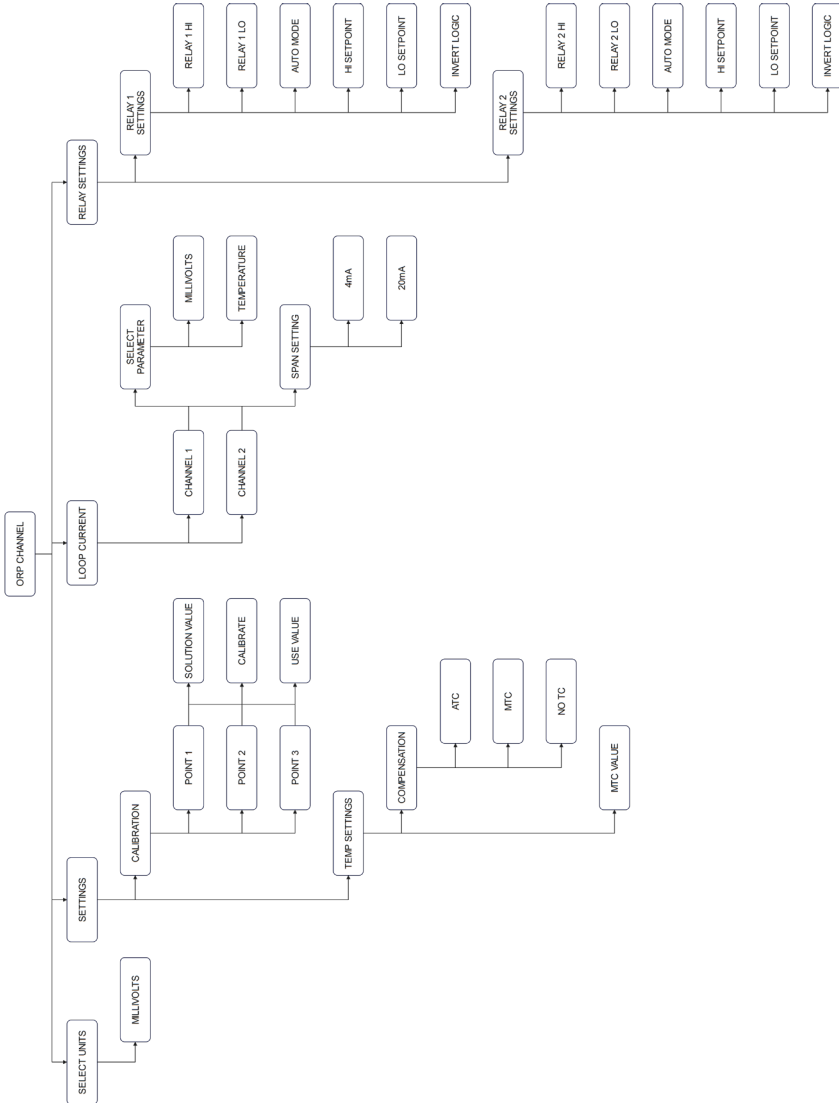 ORP CHANNEL
SELECT UNITS
MILLIVOLTS
SETTINGS
CALIBRATION
POINT 1
POINT 2
POINT 3
SOLUTION VALUE
CALIBRATE
USE VALUE
TEMP SETTINGS
COMPENSATION
ATC
MTC
NO TC
MTC VALUE
LOOP CURRENT
CHANNEL 1
CHANNEL 2
SELECT
PARAMETER
MILLIVOLTS
TEMPERATURE
SPAN SETTING
4mA
20mA
RELAY SETTINGS
RELAY 1
SETTINGS
RELAY 1 HI
RELAY 1 LO
AUTO MODE
HI SETPOINT
LO SETPOINT
INVERT LOGIC
RELAY 2
SETTINGS
RELAY 2 HI
RELAY 2 LO
AUTO MODE
HI SETPOINT
LO SETPOINT
INVERT LOGIC